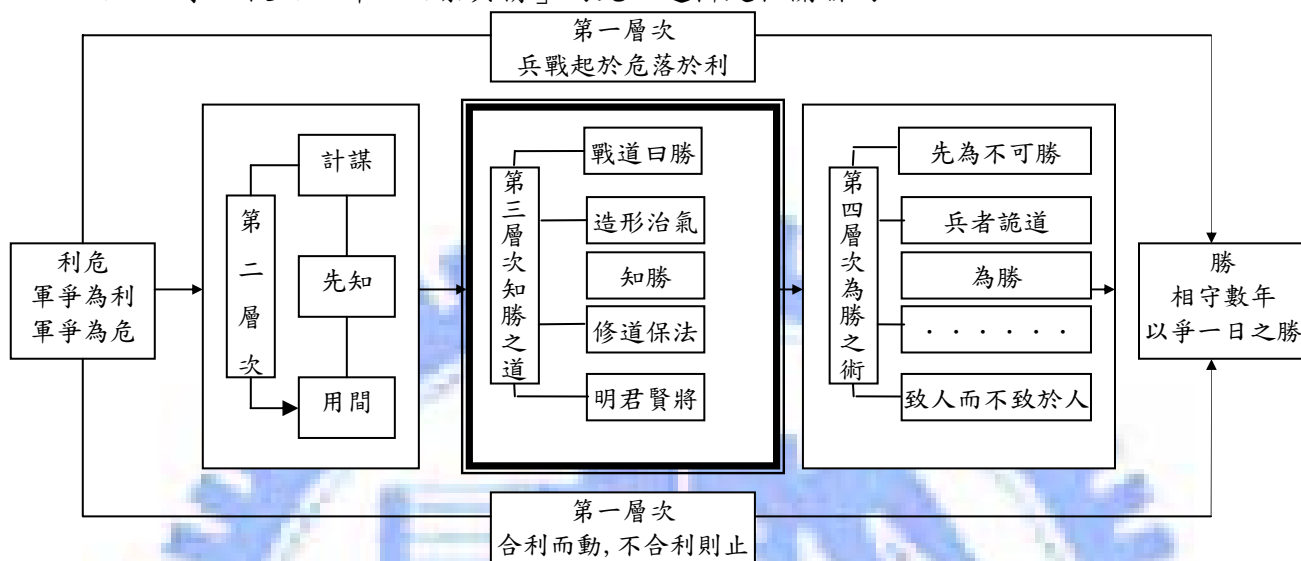 第一層次
兵戰起於危落於利
利危
軍爭為利
軍爭為危
第二層次
計謀
先知
用間
第三層次知勝之道
戰道曰勝
造形治氣
知勝
修道保法
明君賢將
第四層次為勝之術
先為不可勝
兵者詭道
為勝
．．．．．．
致人而不致於人
勝
相守數年
以爭一日之勝
第一層次
合利而動,不合利則止